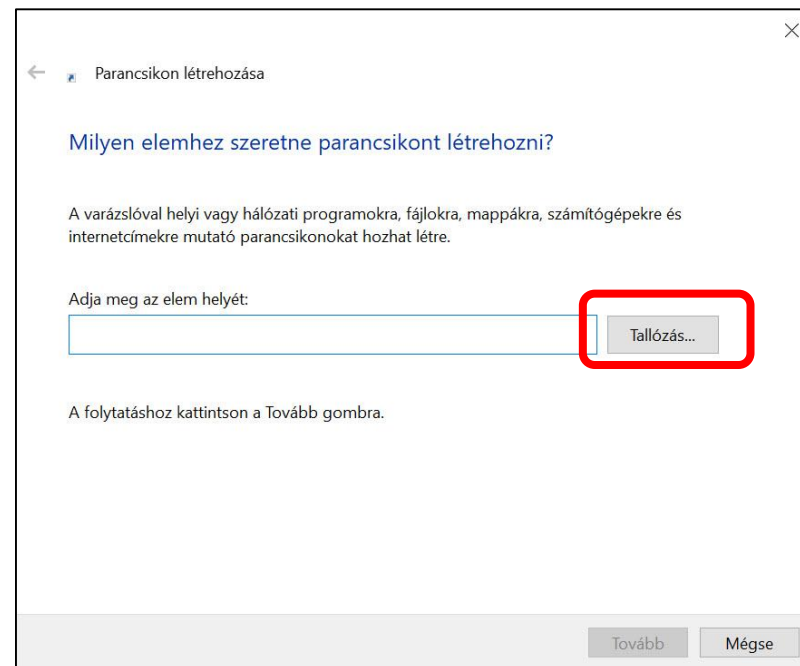 Parancsikon létrehozása
Milyen elemhez szeretne parancsikont létrehozni?
A varázslóval helyi vagy hálózati programokra, fájlokra, mappákra, számítógépekre és
internetcímekre mutató parancsikonokat hozhat létre.
Adja meg az elem helyét:
Tallózás...
A folytatáshoz kattintson a Tovább gombra.
Tovább
Mégse